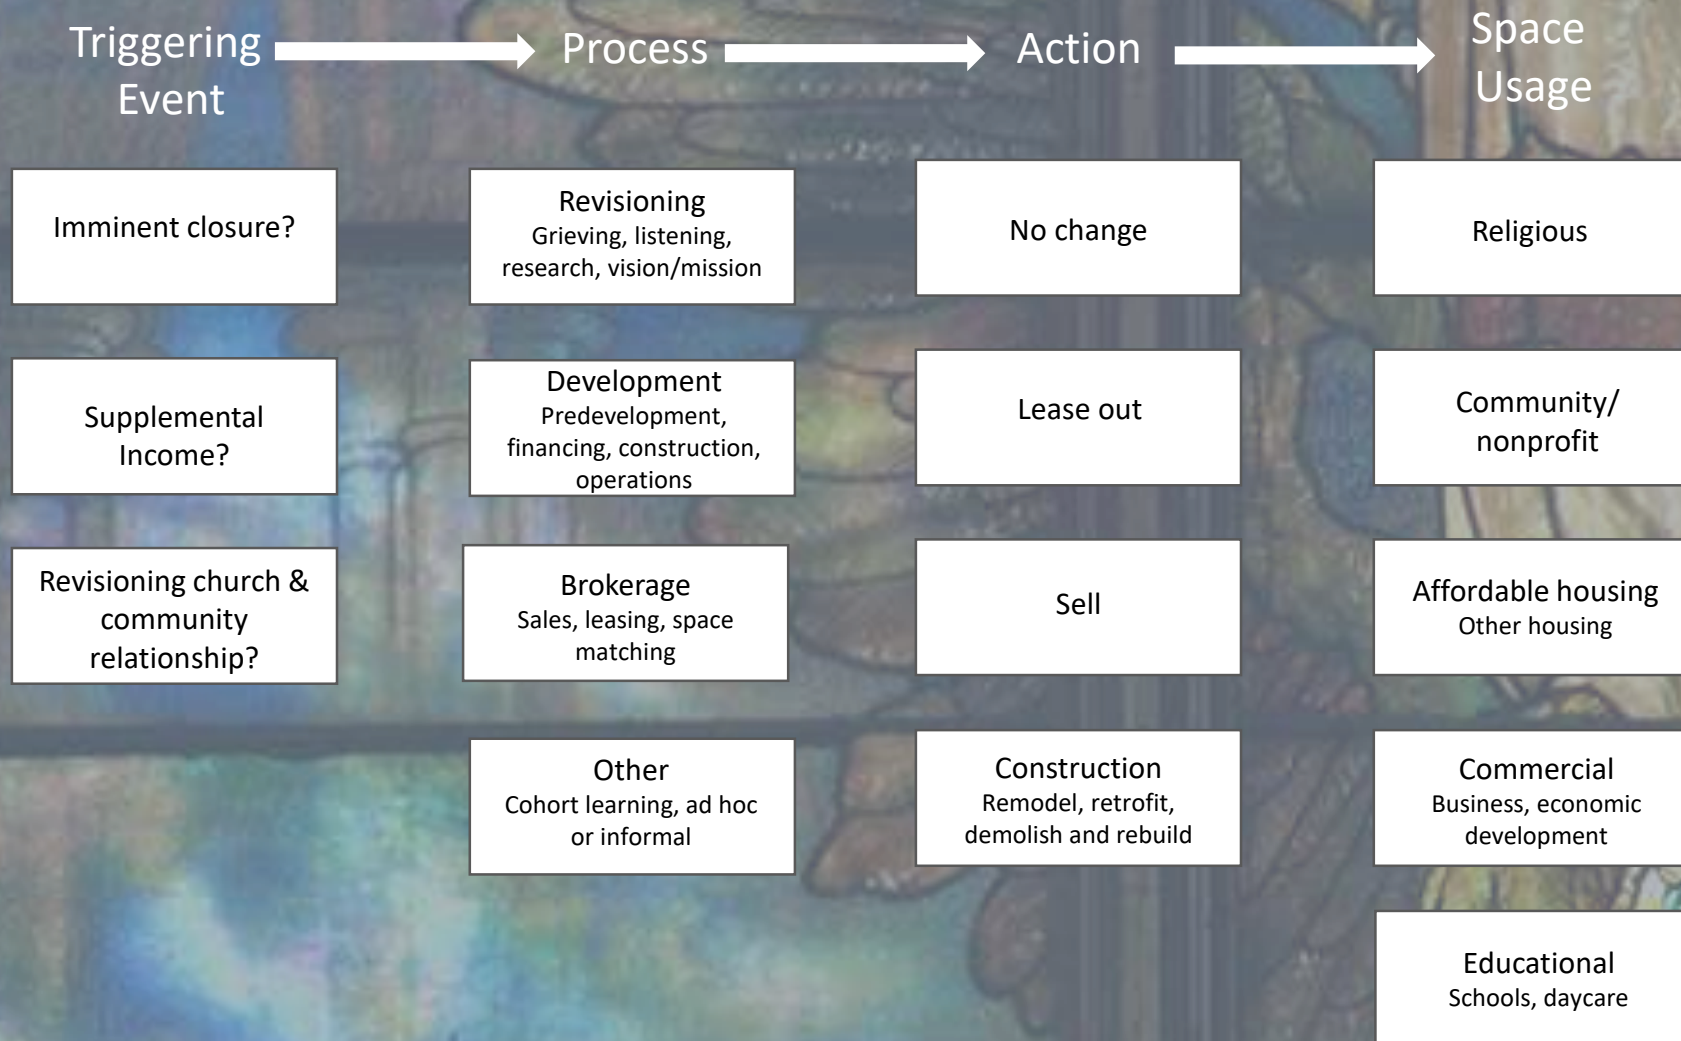 Triggering
Event
Process
Action
Space
Usage
Imminent closure?
Supplemental
Income?
Revisioning church &
community
relationship?
Revisioning
Grieving, listening,
research, vision/mission
Development
Predevelopment,
financing, construction,
operations
Brokerage
Sales, leasing, space
matching
Other
Cohort learning, ad hoc
or informal
No change
Lease out
Sell
Construction
Remodel, retrofit,
demolish and rebuild
Religious
Community/
nonprofit
Affordable housing
Other housing
Commercial
Business, economic
development
Educational
Schools, daycare